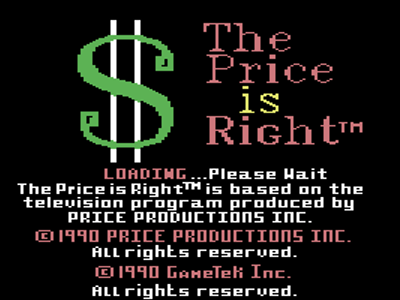 The
Price
is
Right™
LOADING...Please Wait
The Price is Right™ is based on the
television program produced by
PRICE PRODUCTIONS INC.
©1990 PRICE PRODUCTIONS INC.
All rights reserved.
©1990 GameTek Inc.
All rights reserved.